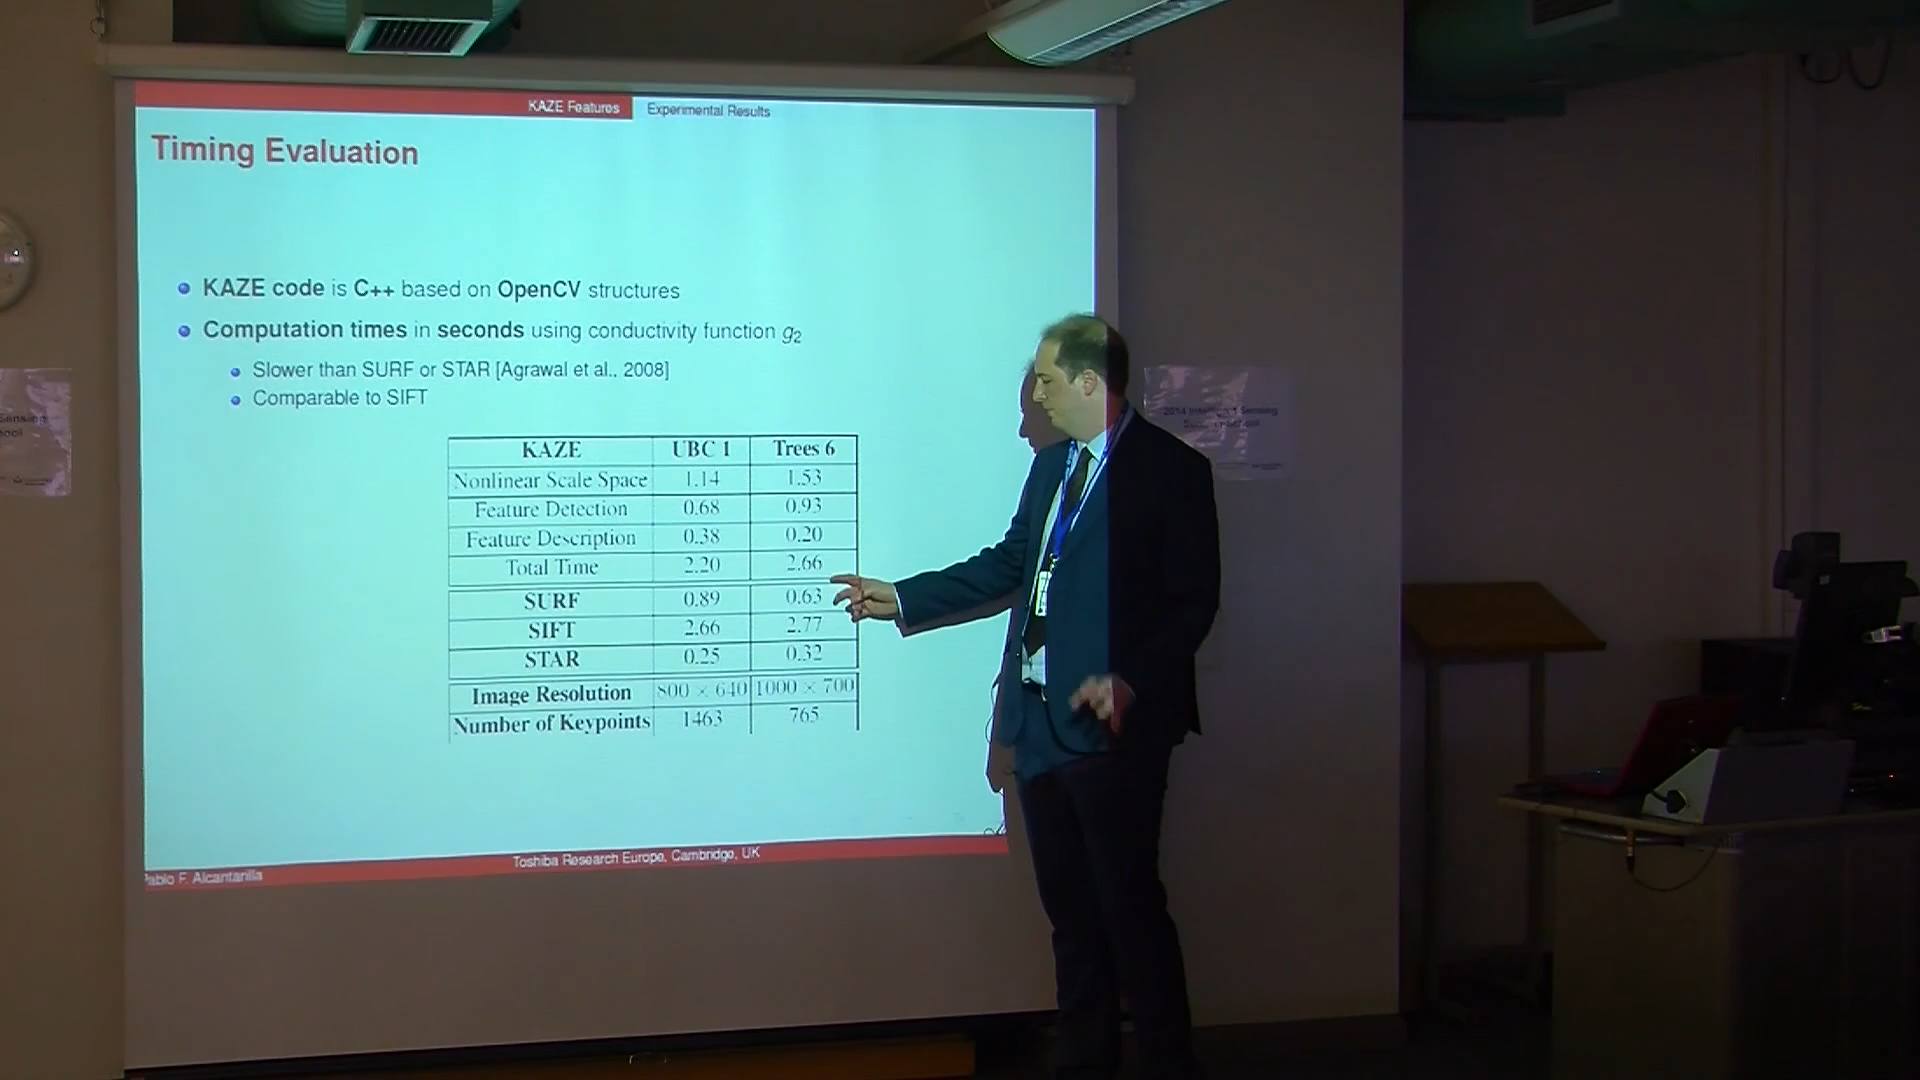 KAZE Features Experimental Results
Timing Evaluation
KAZE code is C++ based on OpenCV structures
Computation times in seconds using conductivity function g2
Slower than SURF or STAR [Agrawal et al., 2008]
Comparable to SIFT
KAZE UBC 1 Trees 6
Nonlinear Scale Space 1.14 1.53
Feature Detection 0.68 0.93
Feature Description 0.38 0.20
Total Time 2.20 2.66
SURF 0.89 0.63
SIFT 2.66 2.77
STAR 0.25 0.32
Image Resolution 800 × 640 1000 × 700
Number of Keypoints 1463 765
Pablo F. Alcantarilla Toshiba Research Europe, Cambridge, UK
2014 Intelligent Sensing
Sensing